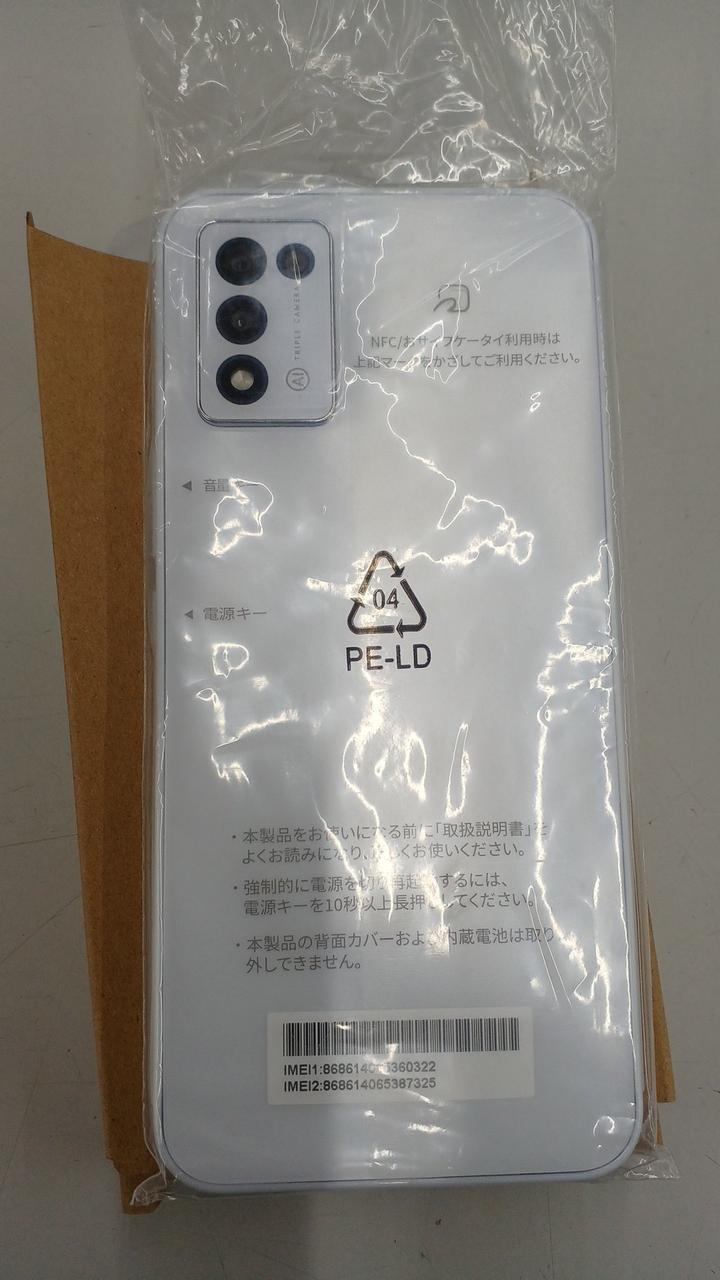 AI TRIPLE CAMERA
NFC/おサイフケータイ利用時は
上記マークをかざしてご利用ください。
◀ 音量
◀ 電源キー
04
PE-LD
・本製品をお使いになる前に「取扱説明書」を
よくお読みになり、正しくお使いください。
・強制的に電源を切り再起動するには、
電源キーを10秒以上長押ししてください。
・本製品の背面カバーおよび内蔵電池は取り
外しできません。
IMEI1:
IMEI2:868614065387325